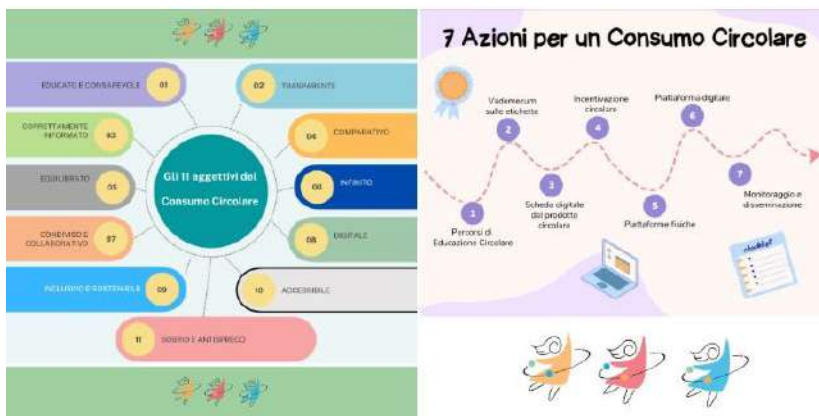 EDUCATO E CONSAPEVOLE
01
02
TRASPARENTE
CORRETTAMENTE
INFORMATO
03
04
COMPARATIVO
EQUILIBRATO
05
Gli 11 aggettivi del
Consumo Circolare
06
INFINITO
CONDIVISO E
COLLABORATIVO
07
08
DIGITALE
INCLUSIVO E SOSTENIBILE
09
10
ACCESSIBILE
11
SOBRIO E ANTISPRECO
7 Azioni per un Consumo Circolare
Vademecum
sulle etichette
2
Incentivazione
circolare
4
Piattaforma digitale
6
1
Percorsi di
Educazione Circolare
3
Scheda digitale
del prodotto
circolare
5
Piattaforme fisiche
7
Monitoraggio e
disseminazione
checklist